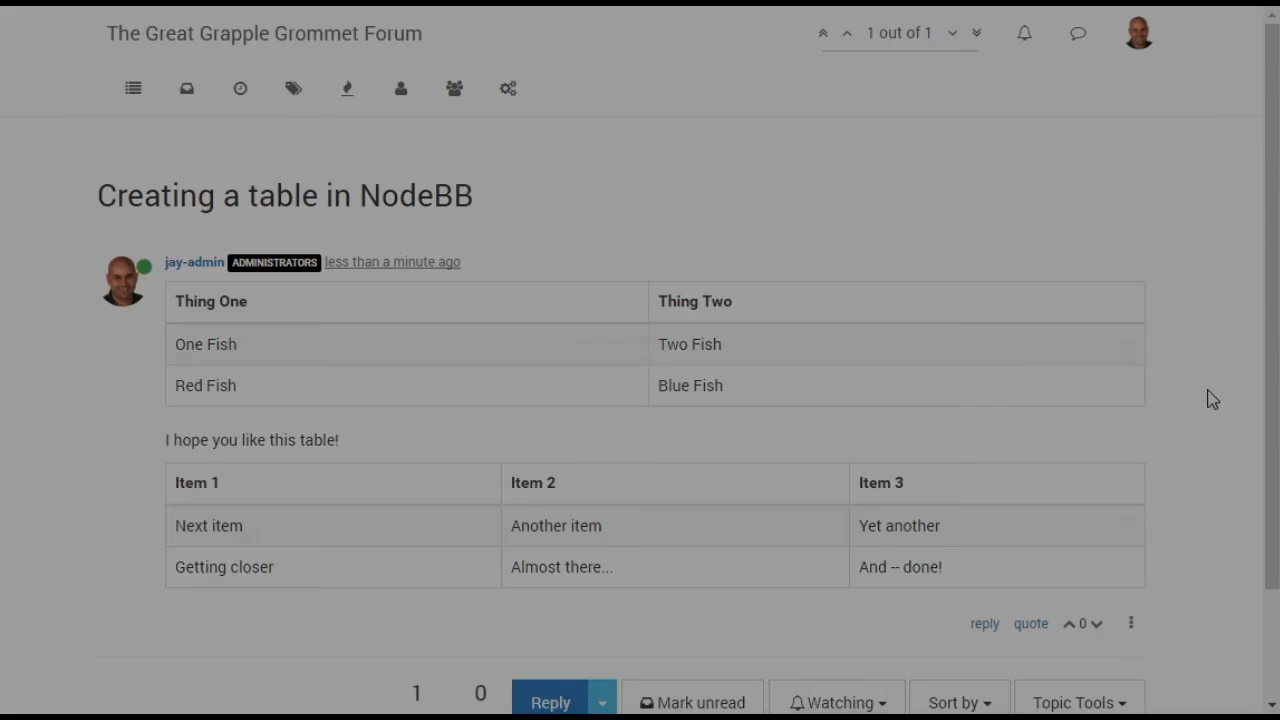 The Great Grapple Grommet Forum
1 out of 1
Creating a table in NodeBB
jay-admin ADMINISTRATORS less than a minute ago
Thing One Thing Two
One Fish Two Fish
Red Fish Blue Fish
I hope you like this table!
Item 1 Item 2 Item 3
Next item Another item Yet another
Getting closer Almost there... And -- done!
reply quote 0
1 0 Reply Mark unread Watching Sort by Topic Tools